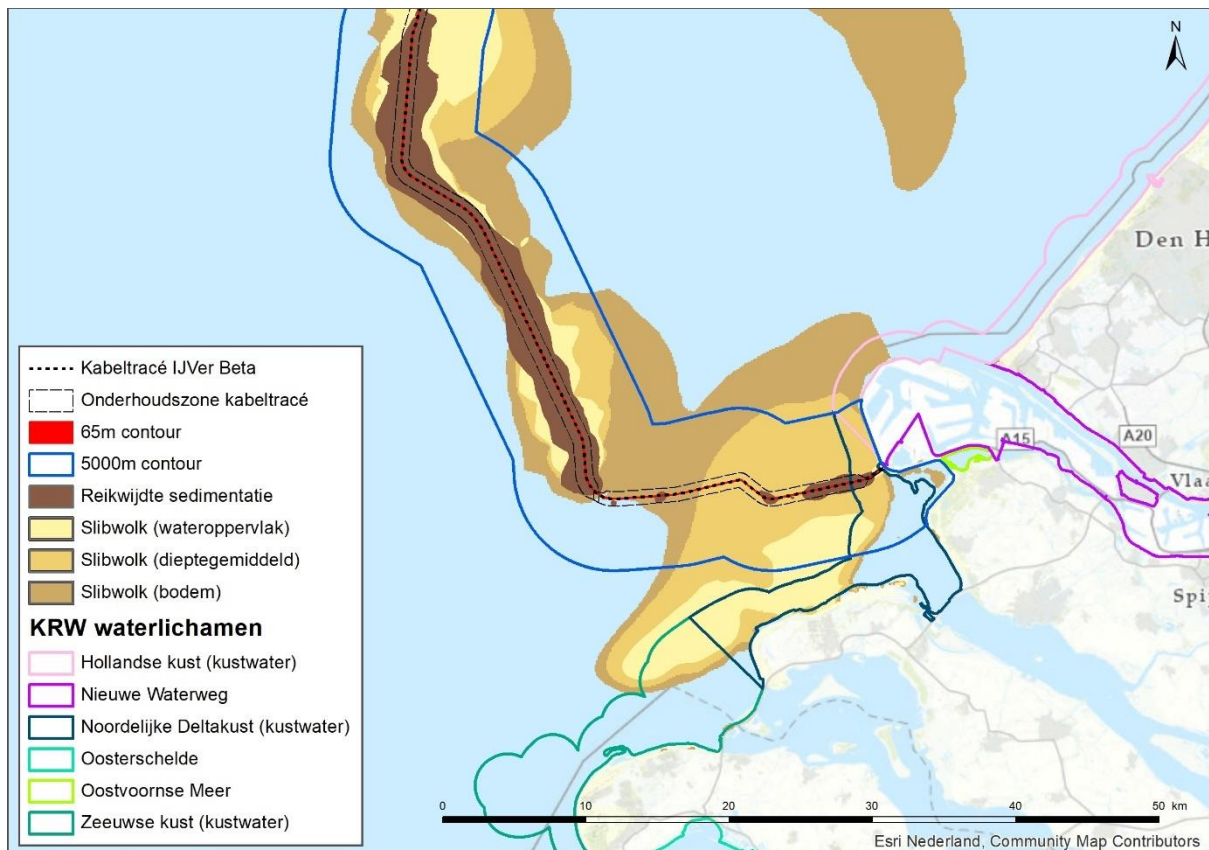 N
Den H
A15
A20
Vlaa
Spij
Kabeltracé IJVer Beta
Onderhoudszone kabeltracé
65m contour
5000m contour
Reikwijdte sedimentatie
Slibwolk (wateroppervlak)
Slibwolk (dieptegemiddeld)
Slibwolk (bodem)
KRW waterlichamen
Hollandse kust (kustwater)
Nieuwe Waterweg
Noordelijke Deltakust (kustwater)
Oosterschelde
Oostvoornse Meer
Zeeuwse kust (kustwater)
0 10 20 30 40 50 km
Esri Nederland, Community Map Contributors